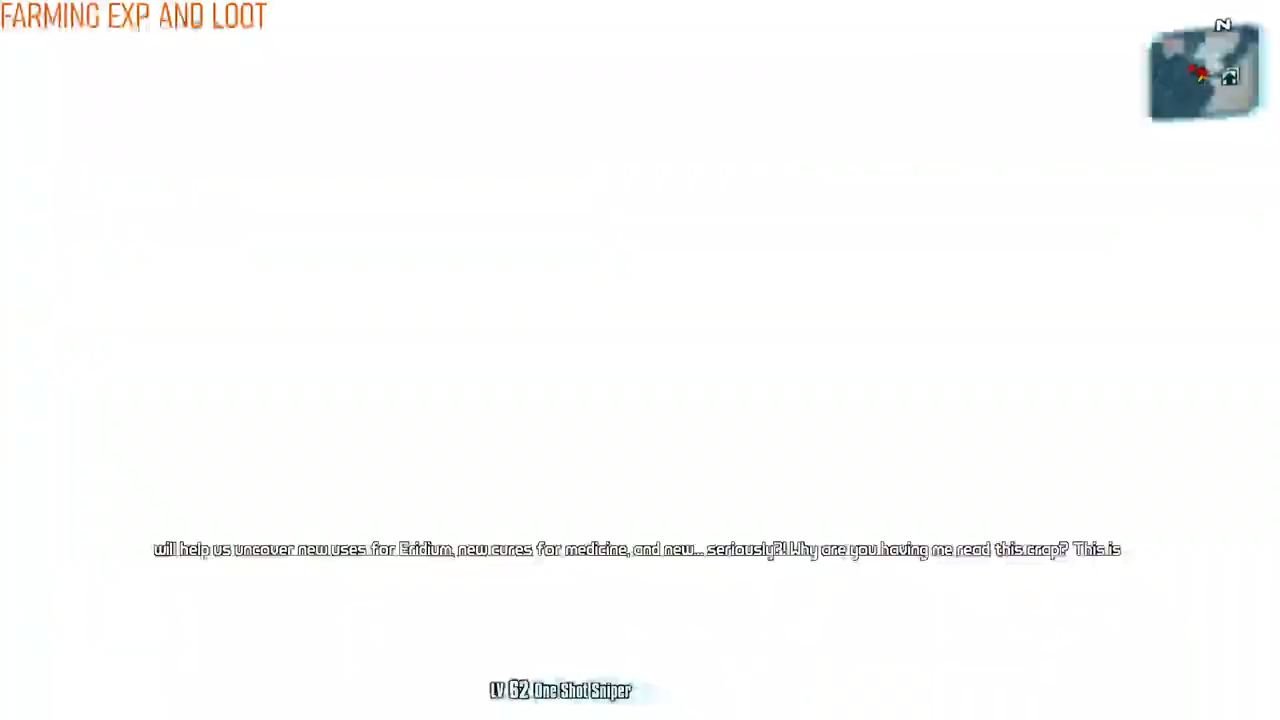 FARMING EXP AND LOOT
N
will help us uncover new uses for Eridium, new cures for medicine, and new... seriously?! Why are you having me read this crap? This is
LV 62 One Shot Sniper